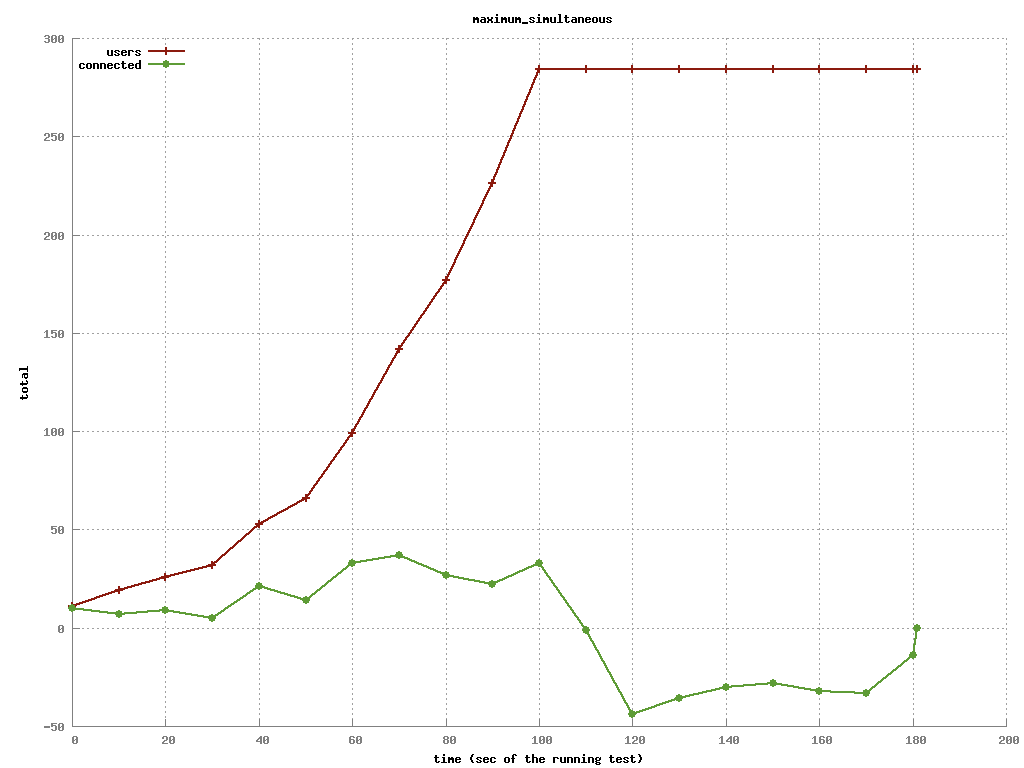 maximum_simultaneous
users
connected
300
250
200
150
100
50
0
-50
total
0 20 40 60 80 100 120 140 160 180 200
time (sec of the running test)